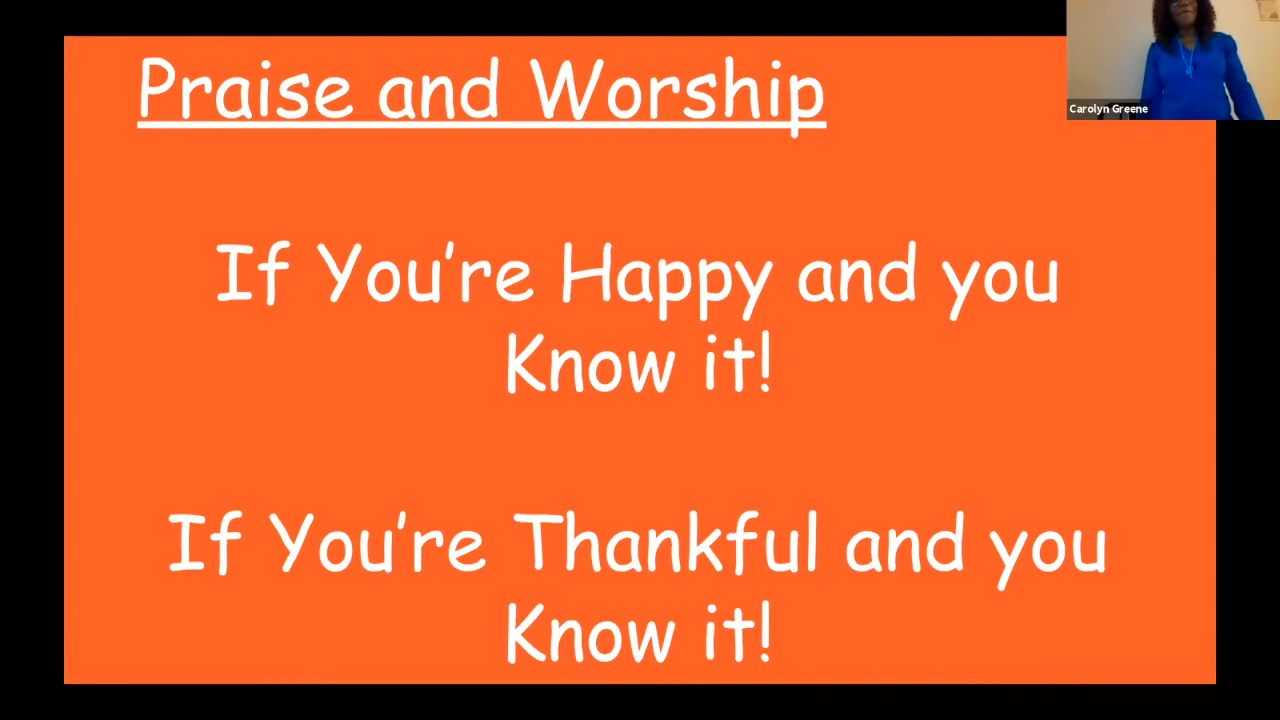 Praise and Worship
Carolyn Greene
If You’re Happy and you
Know it!
If You’re Thankful and you
Know it!